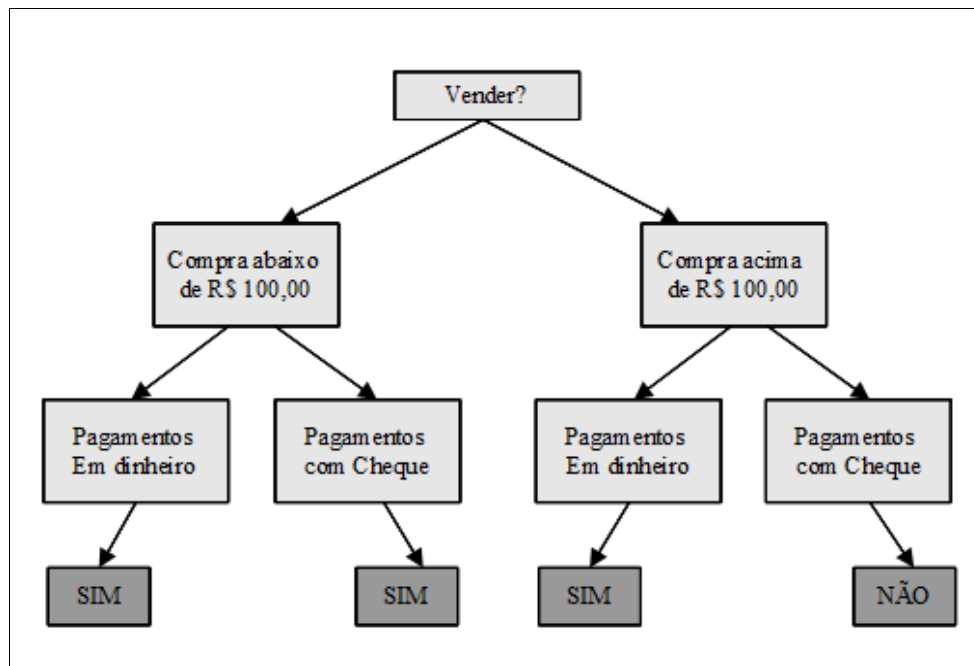 Vender?
Compra abaixo
de R$ 100,00
Compra acima
de R$ 100,00
Pagamentos
Em dinheiro
Pagamentos
com Cheque
Pagamentos
Em dinheiro
Pagamentos
com Cheque
SIM
SIM
SIM
NÃO